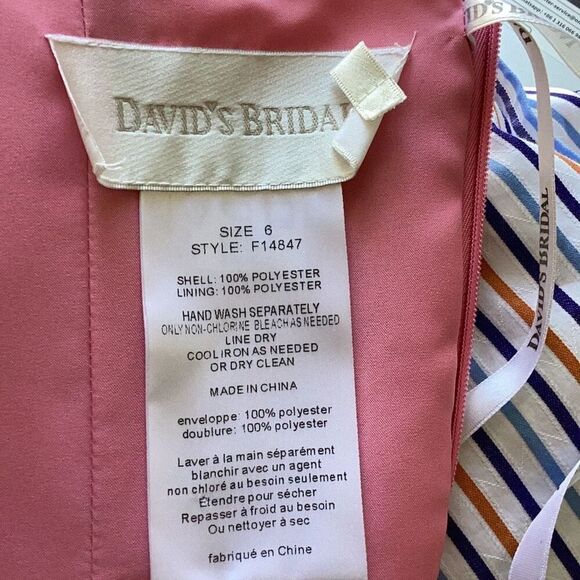 DAVID'S BRIDAL
SIZE 6
STYLE: F14847
SHELL: 100% POLYESTER
LINING: 100% POLYESTER
HAND WASH SEPARATELY
ONLY NON-CHLORINE BLEACH AS NEEDED
LINE DRY
COOL IRON AS NEEDED
OR DRY CLEAN
MADE IN CHINA
enveloppe: 100% polyester
doublure: 100% polyester
Laver à la main séparément
blanchir avec un agent
non chloré au besoin seulement
Étendre pour sécher
Repasser à froid au besoin
Ou nettoyer à sec
fabriqué en Chine
DAVID'S BRIDAL